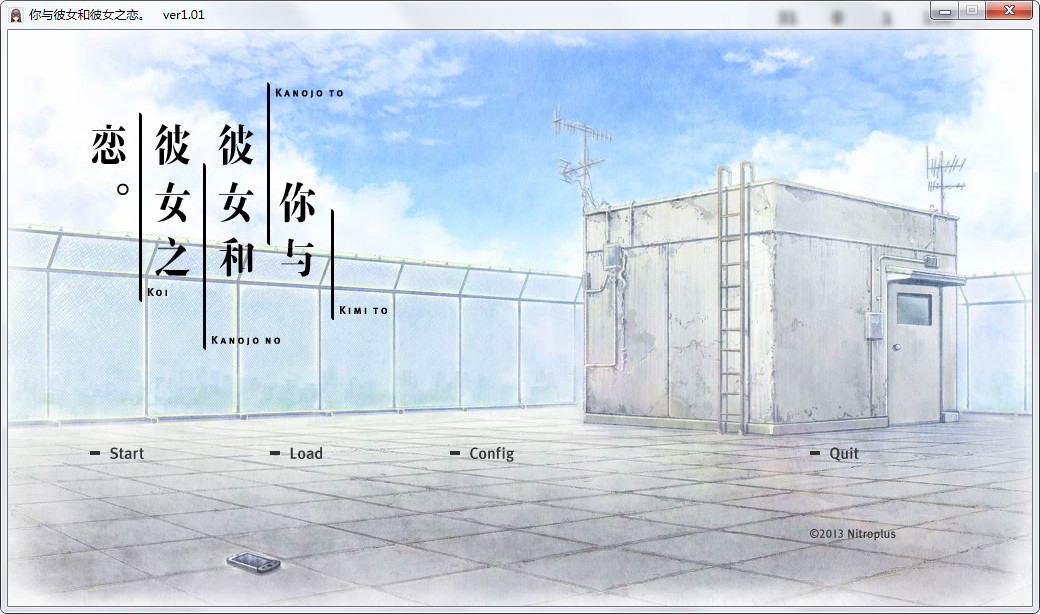 你与彼女和彼女之恋。 ver1.01
你与
彼女和
彼女之
恋。
Kimi to
Kanojo to
Kanojo no
Koi
Start
Load
Config
Quit
©2013 Nitroplus